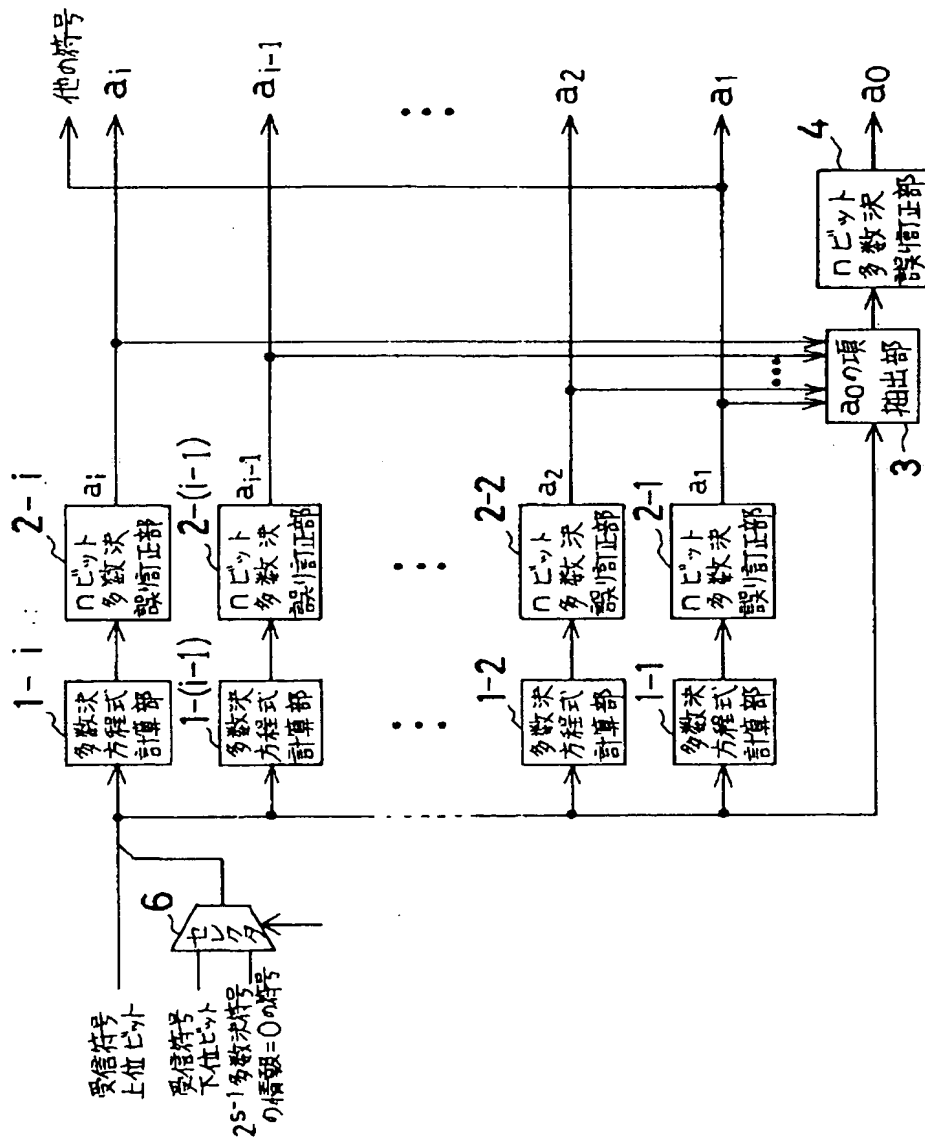 他の符号
1-i
多数決
方程式
計算部
2-i
nビット
多数決
誤り訂正部
ai
ai
1-(i-1)
多数決
方程式
計算部
2-(i-1)
nビット
多数決
誤り訂正部
ai-1
ai-1
1-2
多数決
方程式
計算部
2-2
nビット
多数決
誤り訂正部
a2
a2
1-1
多数決
方程式
計算部
2-1
nビット
多数決
誤り訂正部
a1
a1
受信符号
上位ビット
6
セレクタ
受信符号
下位ビット
2s-1多数決符号
の情報=0の符号
3
a0の項
抽出部
4
nビット
多数決
誤り訂正部
a0